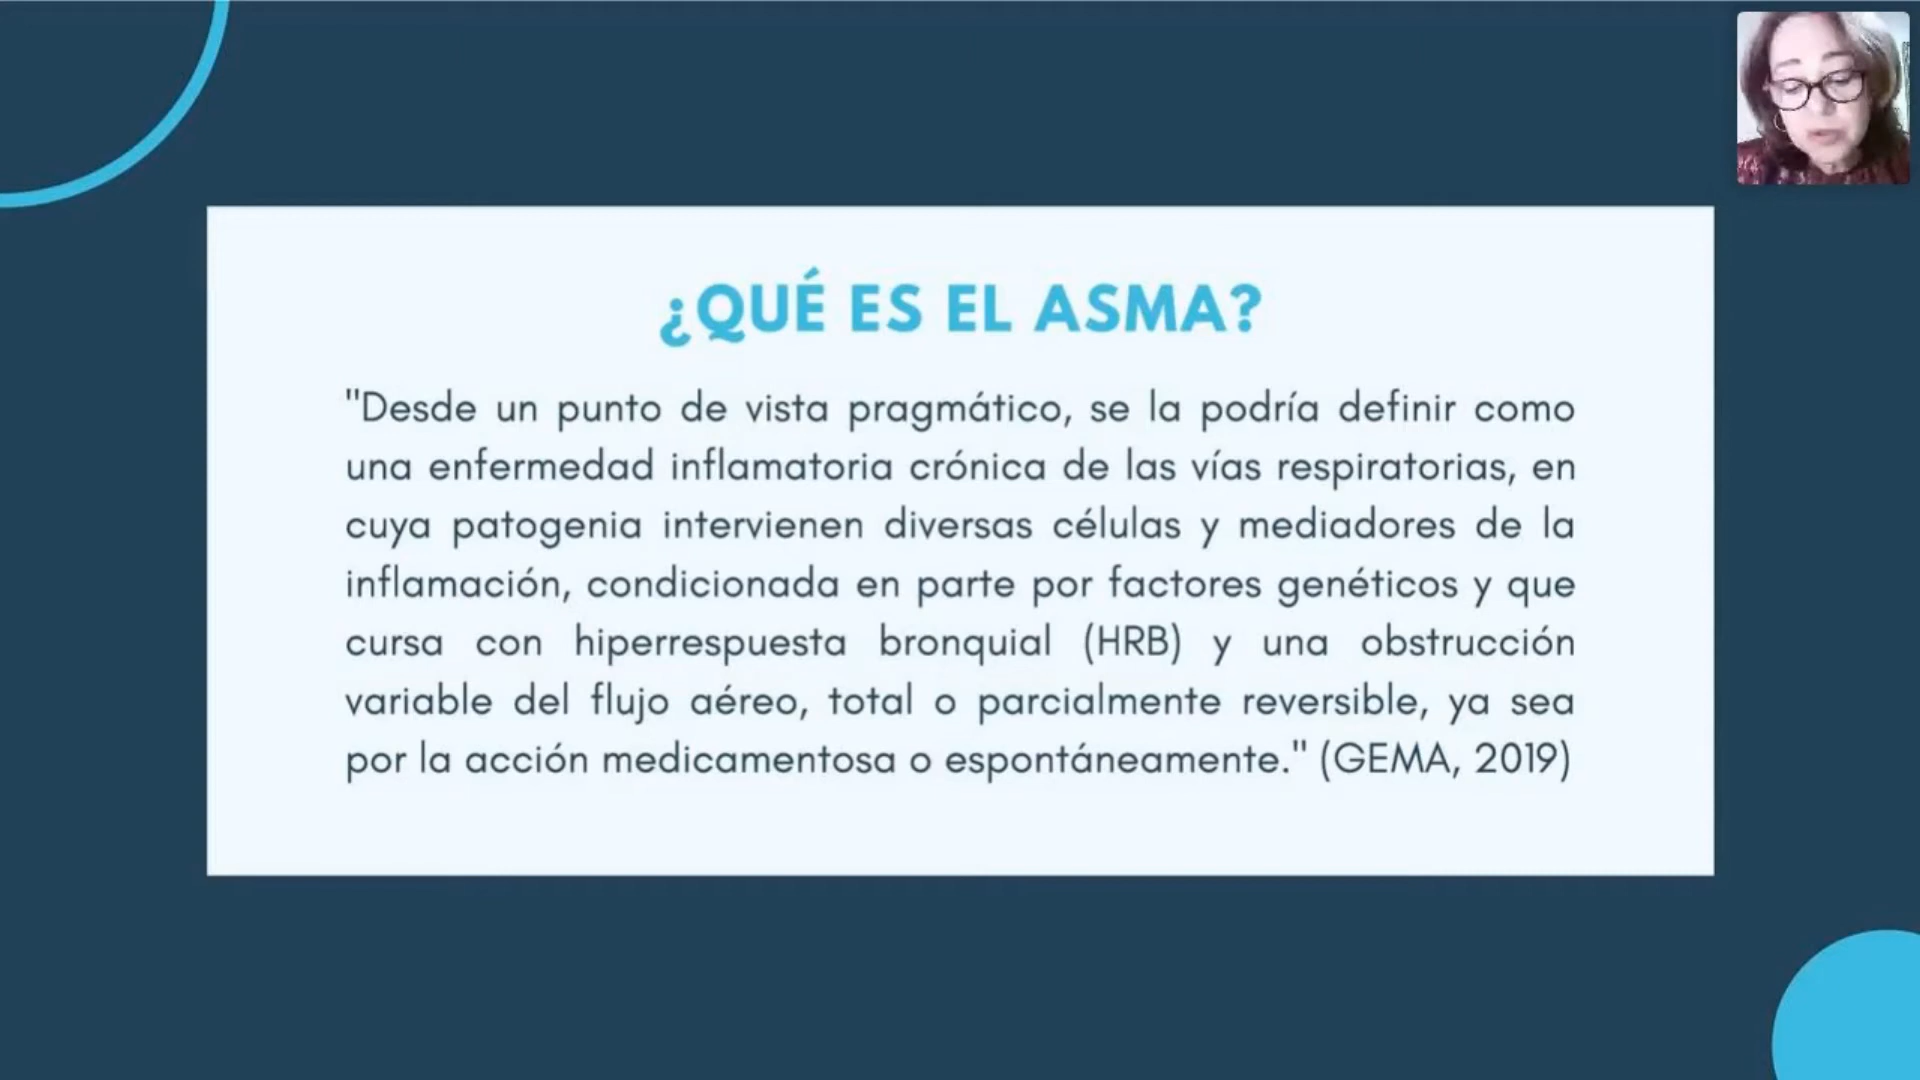 ¿QUÉ ES EL ASMA?
"Desde un punto de vista pragmático, se la podría definir como
una enfermedad inflamatoria crónica de las vías respiratorias, en
cuya patogenia intervienen diversas células y mediadores de la
inflamación, condicionada en parte por factores genéticos y que
cursa con hiperrespuesta bronquial (HRB) y una obstrucción
variable del flujo aéreo, total o parcialmente reversible, ya sea
por la acción medicamentosa o espontáneamente." (GEMA, 2019)